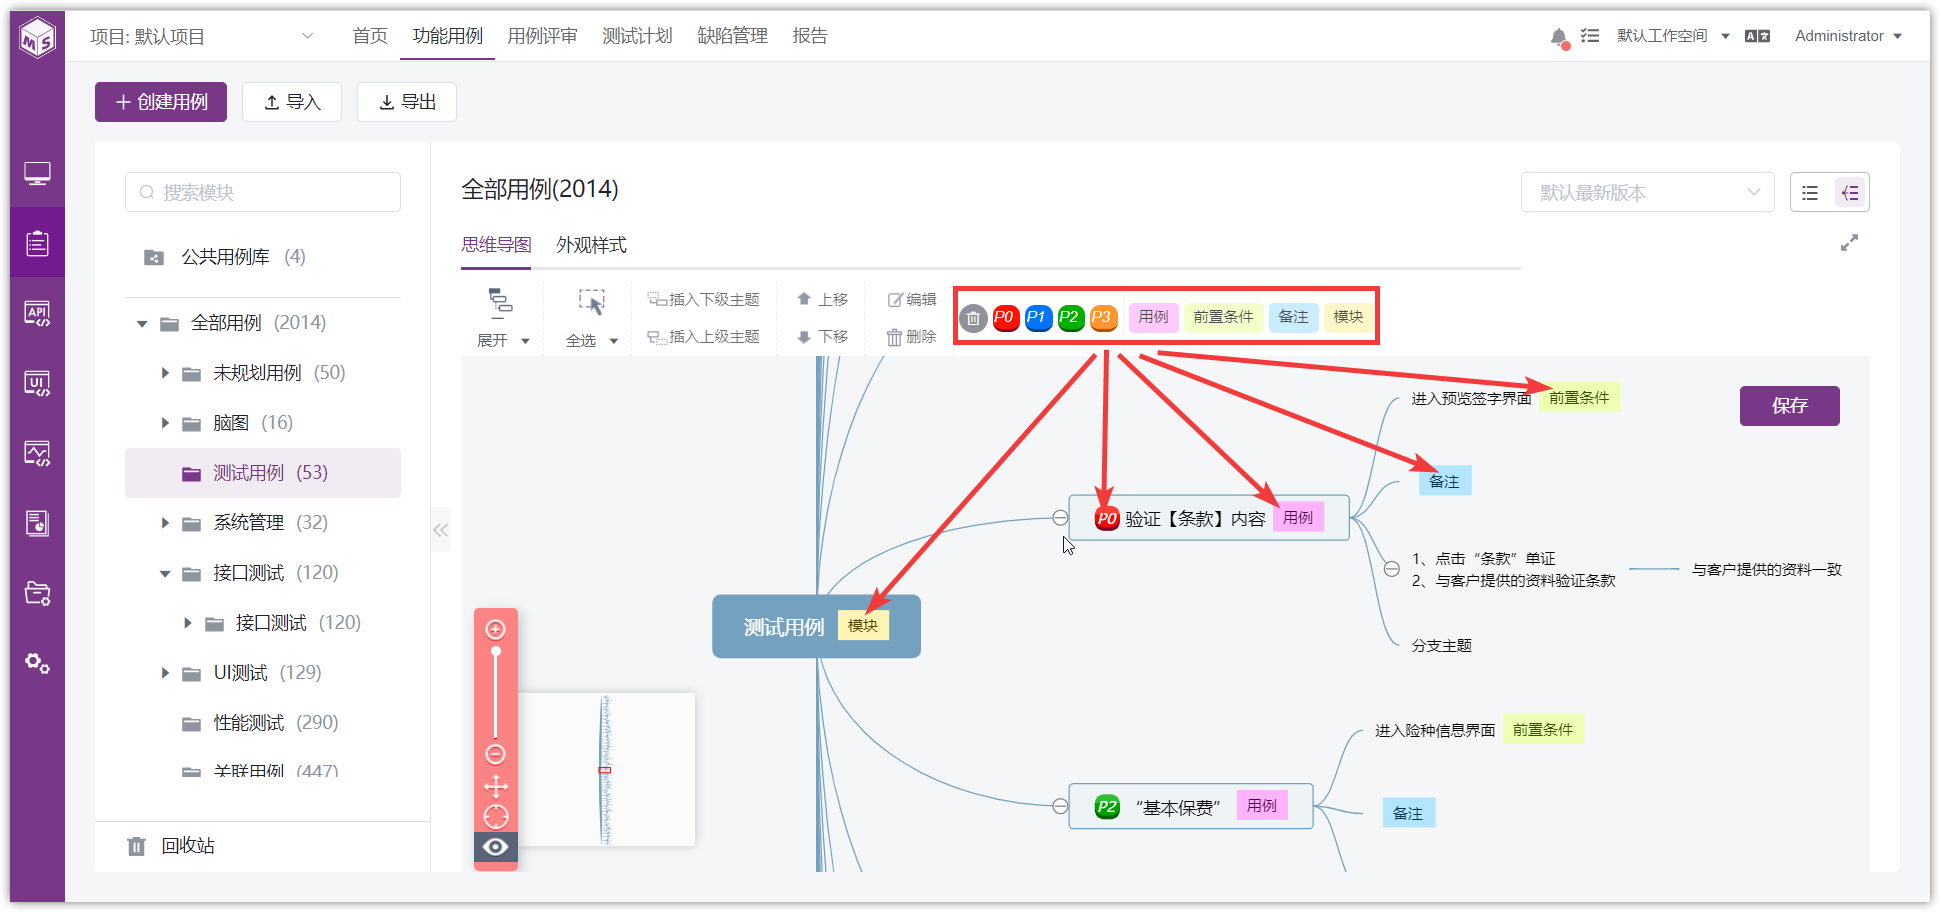 MS
项目: 默认项目
首页
功能用例
用例评审
测试计划
缺陷管理
报告
默认工作空间
Administrator
创建用例
导入
导出
搜索模块
公共用例库 (4)
全部用例 (2014)
未规划用例 (50)
脑图 (16)
测试用例 (53)
系统管理 (32)
接口测试 (120)
接口测试 (120)
UI测试 (129)
性能测试 (290)
关联用例 (447)
回收站
API
UI
全部用例(2014)
默认最新版本
思维导图
外观样式
展开
全选
插入下级主题
插入上级主题
上移
下移
编辑
删除
P0
P1
P2
P3
用例
前置条件
备注
模块
保存
进入预览签字界面 前置条件
备注
P0 验证【条款】内容 用例
1、点击“条款”单证
2、与客户提供的资料验证条款
与客户提供的资料一致
测试用例 模块
分支主题
进入险种信息界面 前置条件
P2 “基本保费” 用例
备注